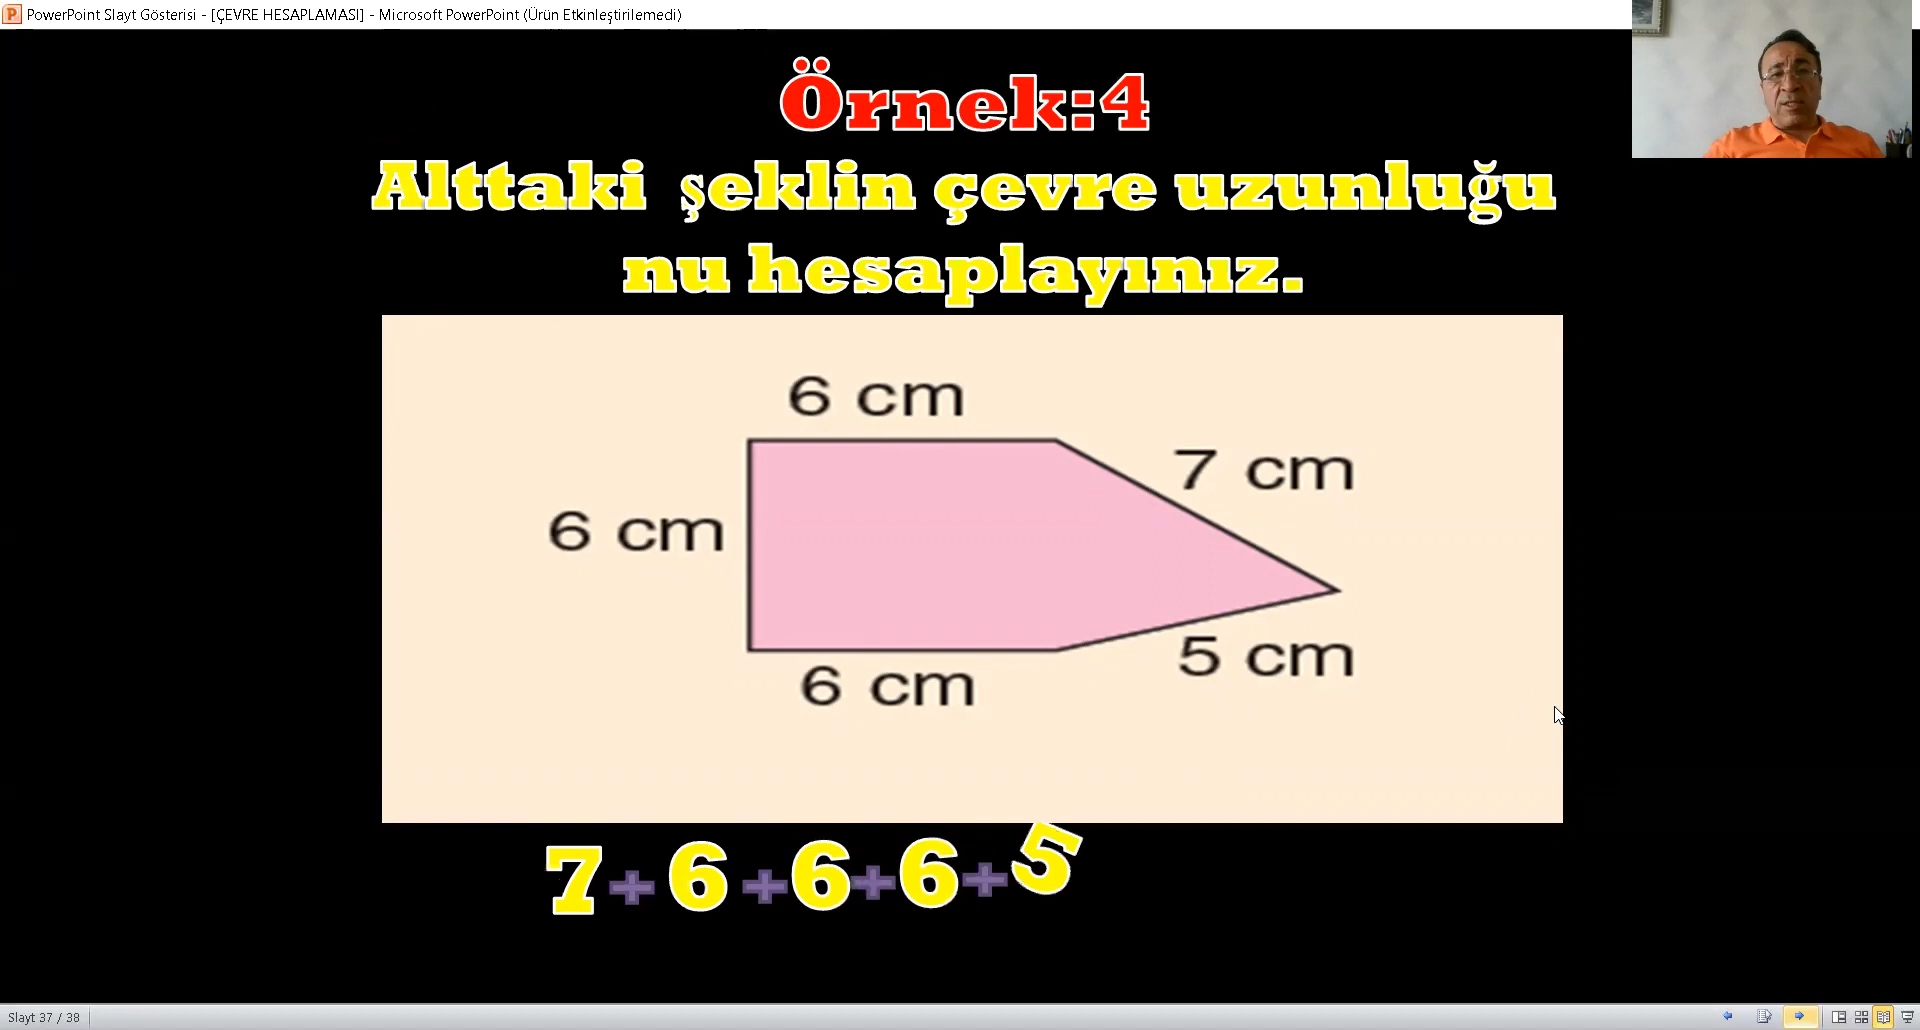 PowerPoint Slayt Gösterisi - [ÇEVRE HESAPLAMASI] - Microsoft PowerPoint (Ürün Etkinleştirilemedi)
Örnek:4
Alttaki şeklin çevre uzunluğu
nu hesaplayınız.
6 cm
7 cm
6 cm
5 cm
6 cm
7+6+6+6+5
Slayt 37 / 38